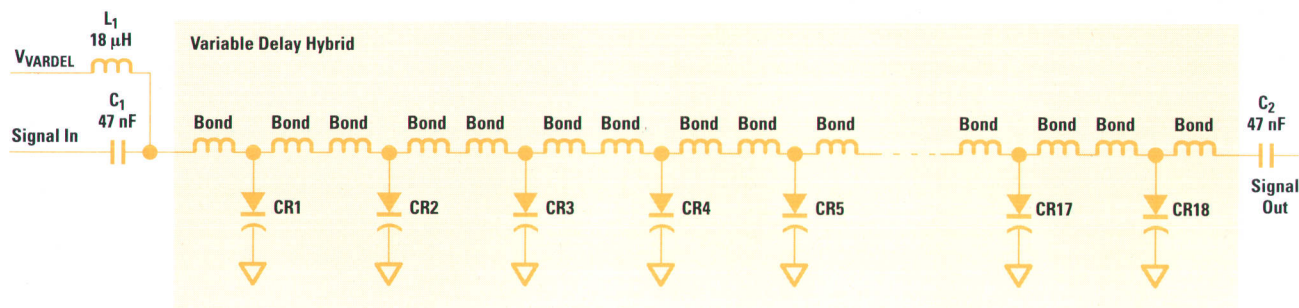 L1
18 μH
VVARDEL
C1
47 nF
Signal In
Variable Delay Hybrid
Bond Bond Bond Bond Bond Bond Bond Bond Bond Bond Bond Bond Bond Bond
CR1
CR2
CR3
CR4
CR5
CR17
CR18
C2
47 nF
Signal
Out